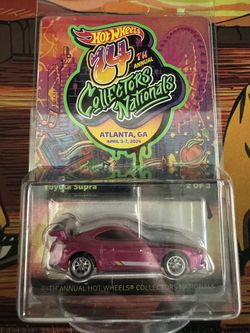 Hot Wheels
24TH
ANNUAL
Collectors
Nationals
ATLANTA, GA
APRIL 3-7, 2024
Toyota Supra
2 OF 3
24TH ANNUAL HOT WHEELS® COLLECTORS NATIONALS